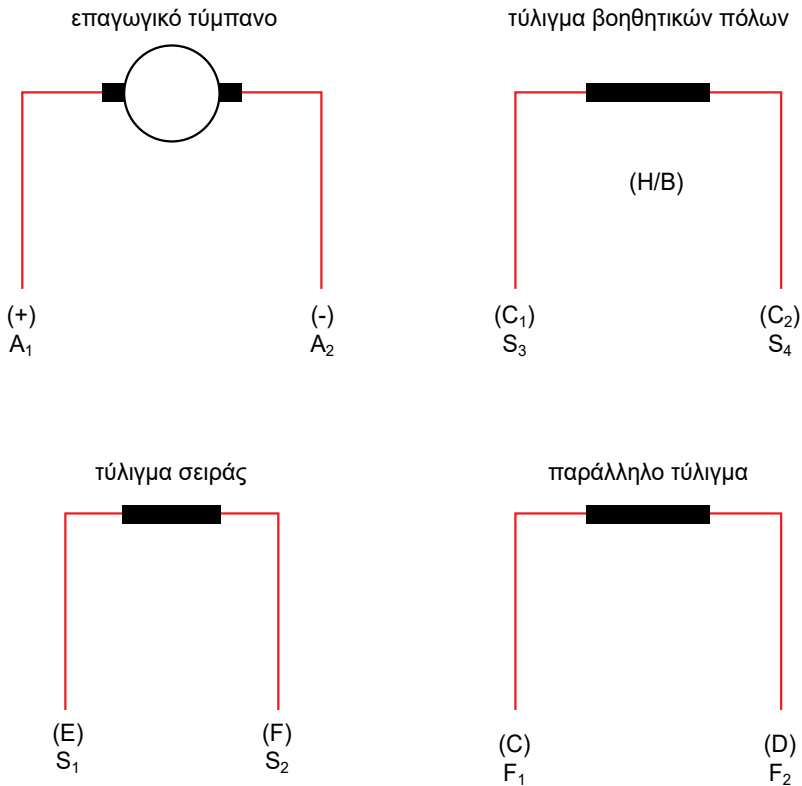 επαγωγικό τύμπανο
(+)
A₁
(-)
A₂
τύλιγμα βοηθητικών πόλων
(H/B)
(C₁)
S₃
(C₂)
S₄
τύλιγμα σειράς
(E)
S₁
(F)
S₂
παράλληλο τύλιγμα
(C)
F₁
(D)
F₂